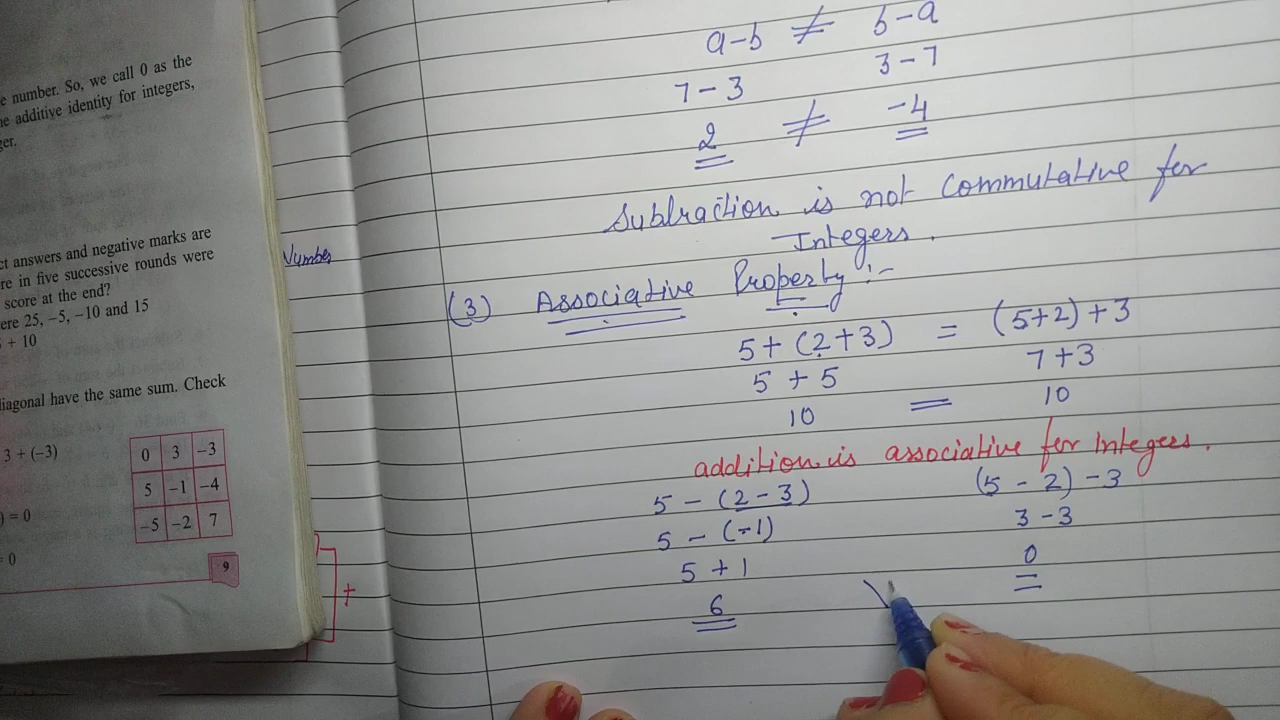 e number. So, we call 0 as the
e additive identity for integers,
ger.
ct answers and negative marks are
re in five successive rounds were
score at the end?
ere 25, –5, –10 and 15
+ 10
diagonal have the same sum. Check
3 + (–3)
) = 0
= 0
0 3 –3
5 –1 –4
–5 –2 7
9
Number
+
a-b ≠ b-a
7-3 3-7
2 ≠ -4
Subtraction is not Commutative for
Integers.
(3) Associative Property :-
5+(2+3) = (5+2)+3
5 + 5 7+3
10 = 10
addition is associative for Integers.
5 - (2-3) (5 - 2) -3
5 - (-1) 3-3
5 + 1 0
6